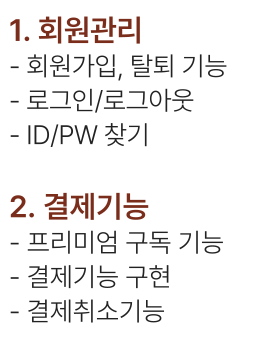 1. 회원관리
- 회원가입, 탈퇴 기능
- 로그인/로그아웃
- ID/PW 찾기
2. 결제기능
- 프리미엄 구독 기능
- 결제기능 구현
- 결제취소기능